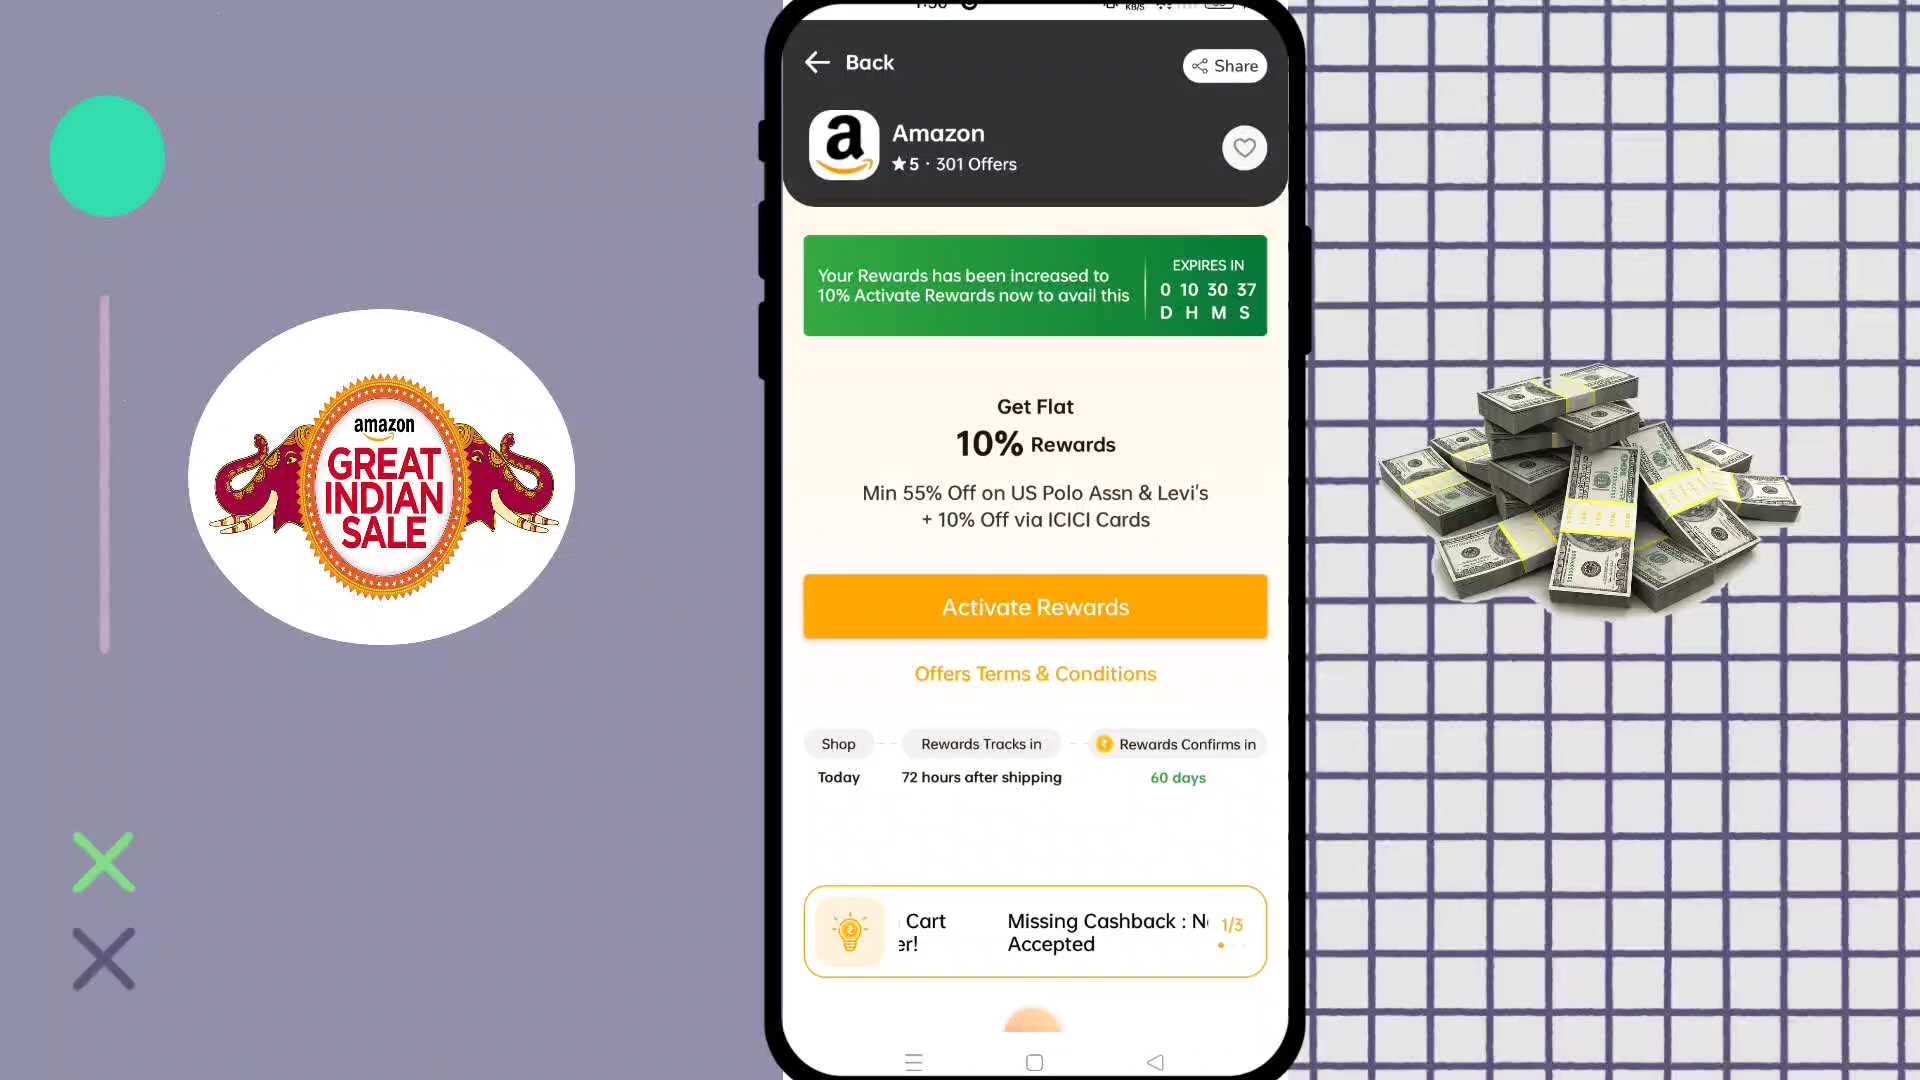 Back
Share
a
Amazon
★5 · 301 Offers
Your Rewards has been increased to
10% Activate Rewards now to avail this
EXPIRES IN
0 10 30 37
D H M S
amazon
GREAT
INDIAN
SALE
Get Flat
10% Rewards
Min 55% Off on US Polo Assn & Levi's
+ 10% Off via ICICI Cards
Activate Rewards
Offers Terms & Conditions
Shop
Rewards Tracks in
Rewards Confirms in
Today
72 hours after shipping
60 days
Cart
er!
Missing Cashback : N
Accepted
1/3